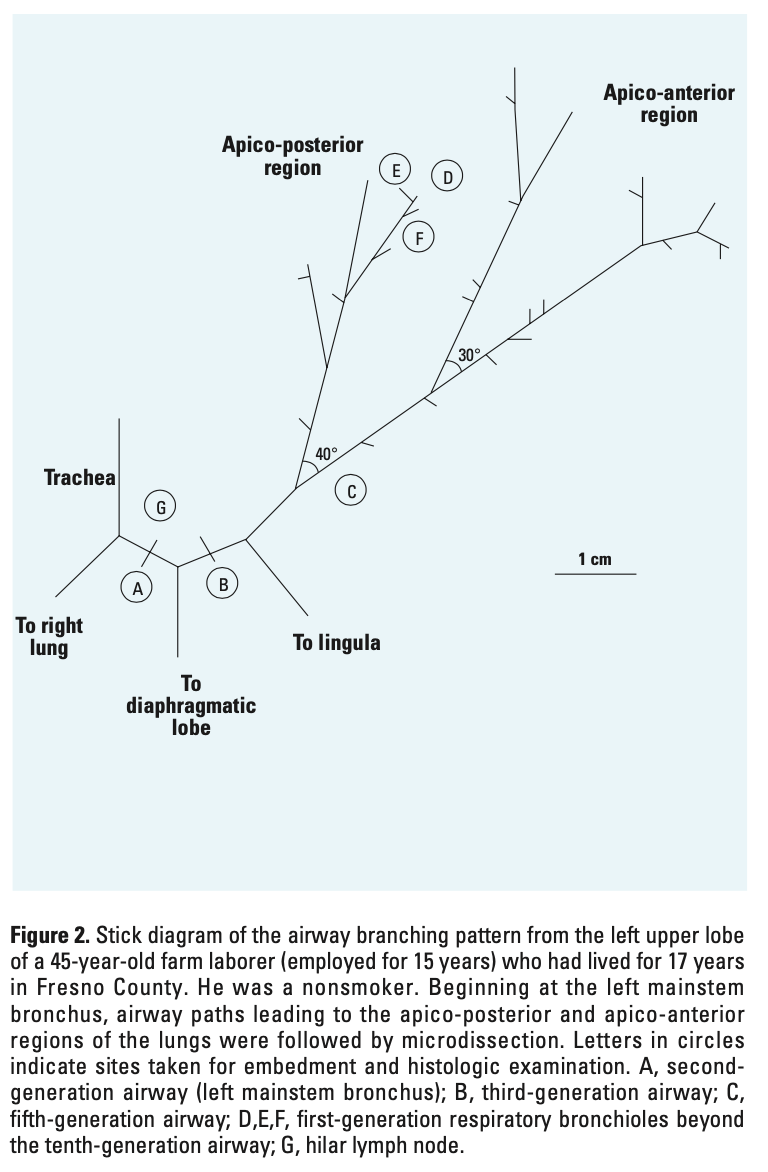 Apico-anterior
region
Apico-posterior
region
E
D
F
30°
40°
C
Trachea
G
1 cm
A
B
To right
lung
To lingula
To
diaphragmatic
lobe
Figure 2. Stick diagram of the airway branching pattern from the left upper lobe
of a 45-year-old farm laborer (employed for 15 years) who had lived for 17 years
in Fresno County. He was a nonsmoker. Beginning at the left mainstem
bronchus, airway paths leading to the apico-posterior and apico-anterior
regions of the lungs were followed by microdissection. Letters in circles
indicate sites taken for embedment and histologic examination. A, second-
generation airway (left mainstem bronchus); B, third-generation airway; C,
fifth-generation airway; D,E,F, first-generation respiratory bronchioles beyond
the tenth-generation airway; G, hilar lymph node.